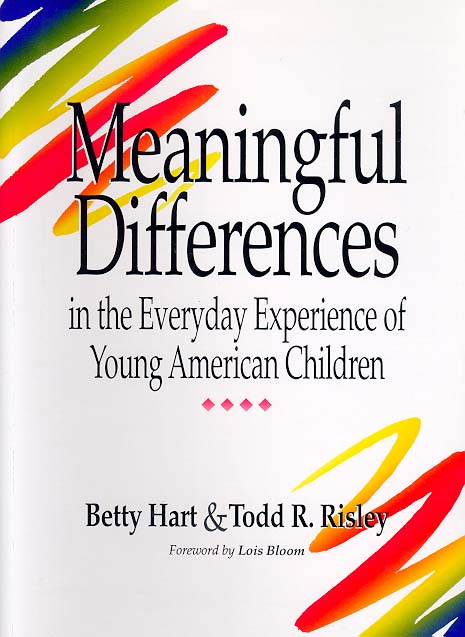 Meaningful
Differences
in the Everyday Experience of
Young American Children
Betty Hart & Todd R. Risley
Foreword by Lois Bloom